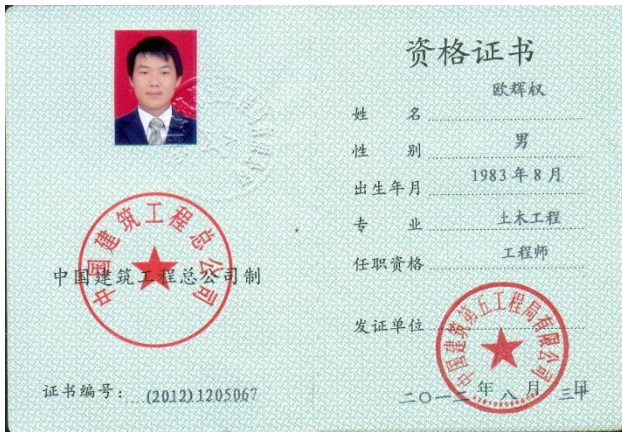 中国建筑工程总公司
中国建筑工程总公司制
证书编号: (2012)1205067
资格证书
姓 名 欧辉权
性 别 男
出生年月 1983年8月
专 业 土木工程
任职资格 工程师
发证单位
中国建筑第五工程局有限公司
二〇一二年八月三十日